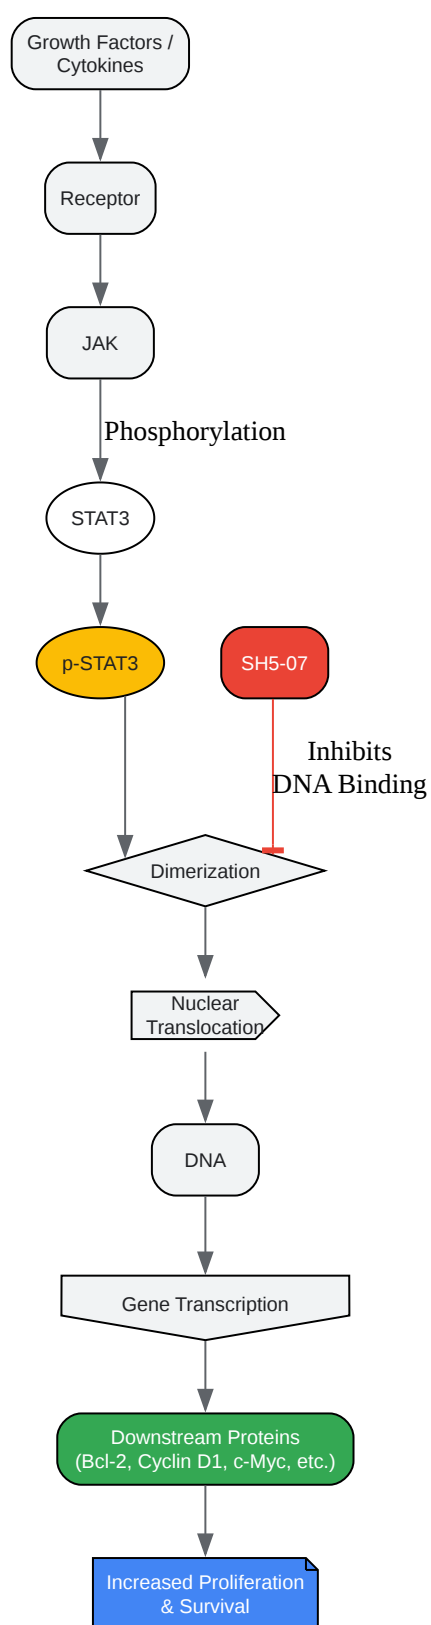 Growth Factors /
Cytokines
Receptor
JAK
Phosphorylation
STAT3
p-STAT3
SH5-07
Inhibits
DNA Binding
Dimerization
Nuclear
Translocation
DNA
Gene Transcription
Downstream Proteins
(Bcl-2, Cyclin D1, c-Myc, etc.)
Increased Proliferation
& Survival